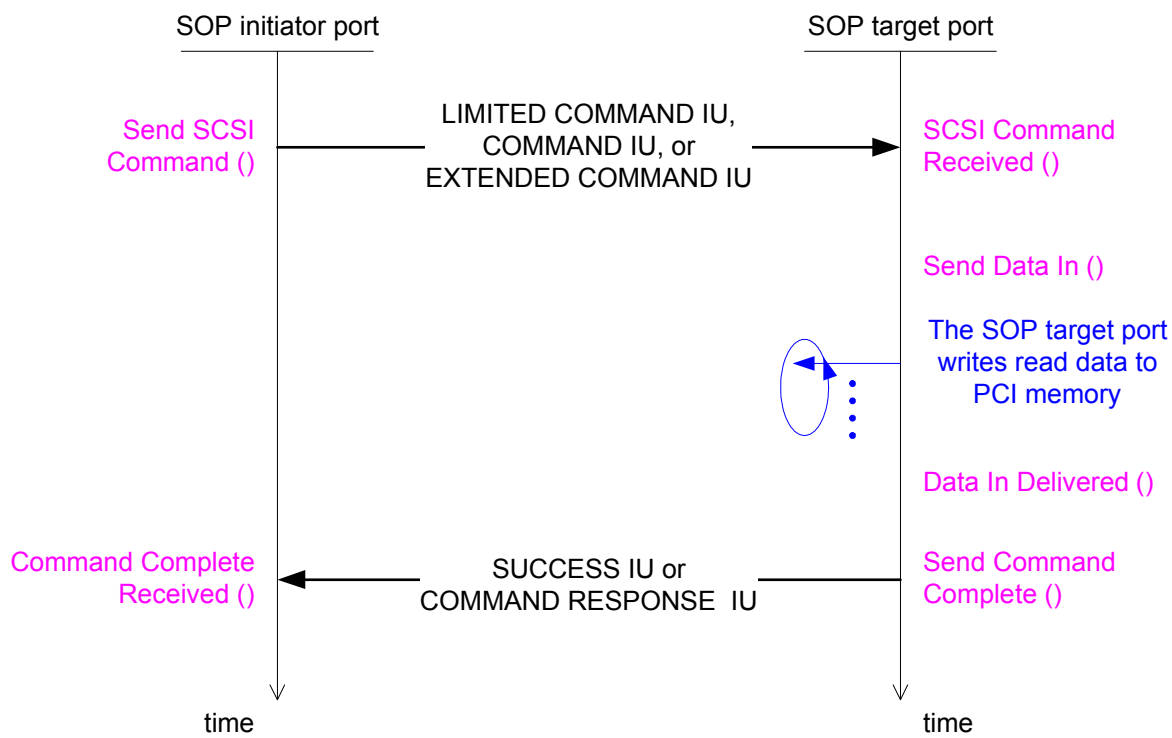 SOP initiator port
SOP target port
Send SCSI
Command ()
LIMITED COMMAND IU,
COMMAND IU, or
EXTENDED COMMAND IU
SCSI Command
Received ()
Send Data In ()
The SOP target port
writes read data to
PCI memory
Data In Delivered ()
Command Complete
Received ()
SUCCESS IU or
COMMAND RESPONSE  IU
Send Command
Complete ()
time
time